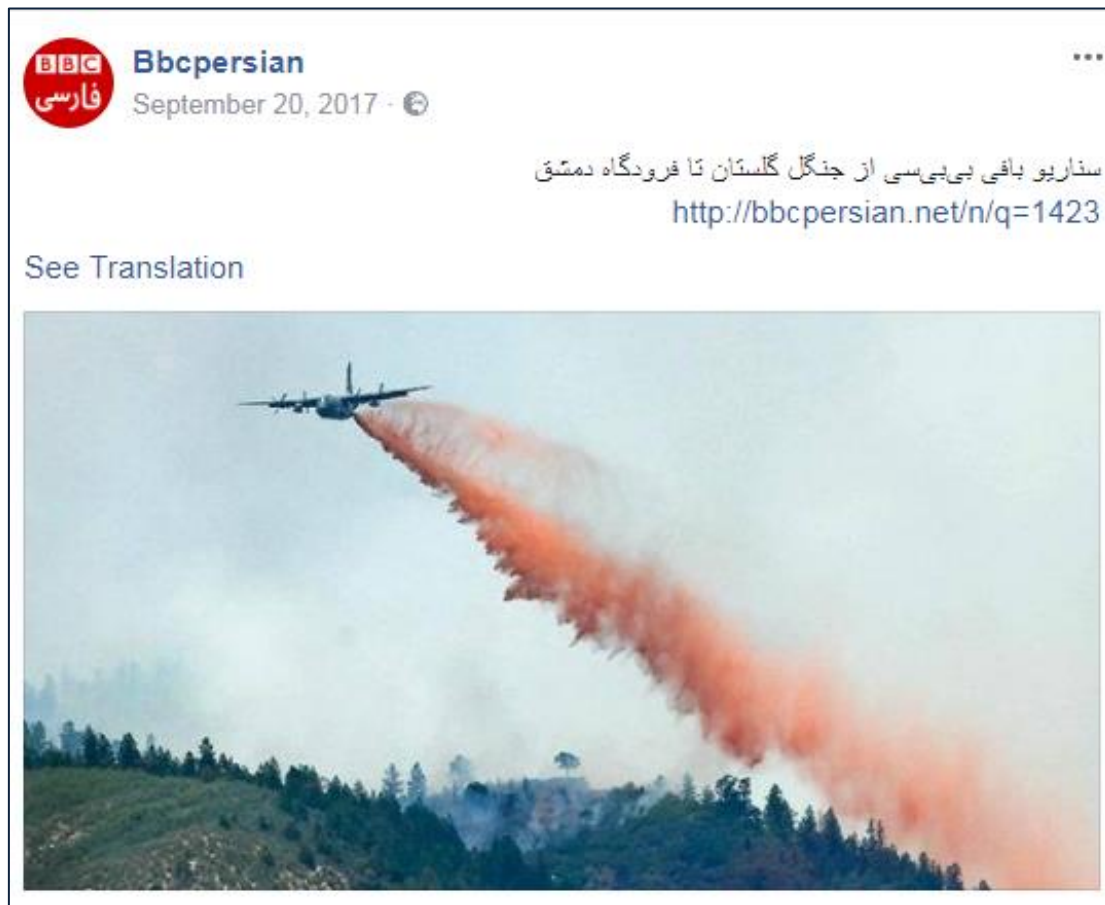 BBC
فارسی
Bbcpersian
September 20, 2017
سناریو بافی بی‌بی‌سی از جنگل گلستان تا فرودگاه دمشق
http://bbcpersian.net/n/q=1423
See Translation